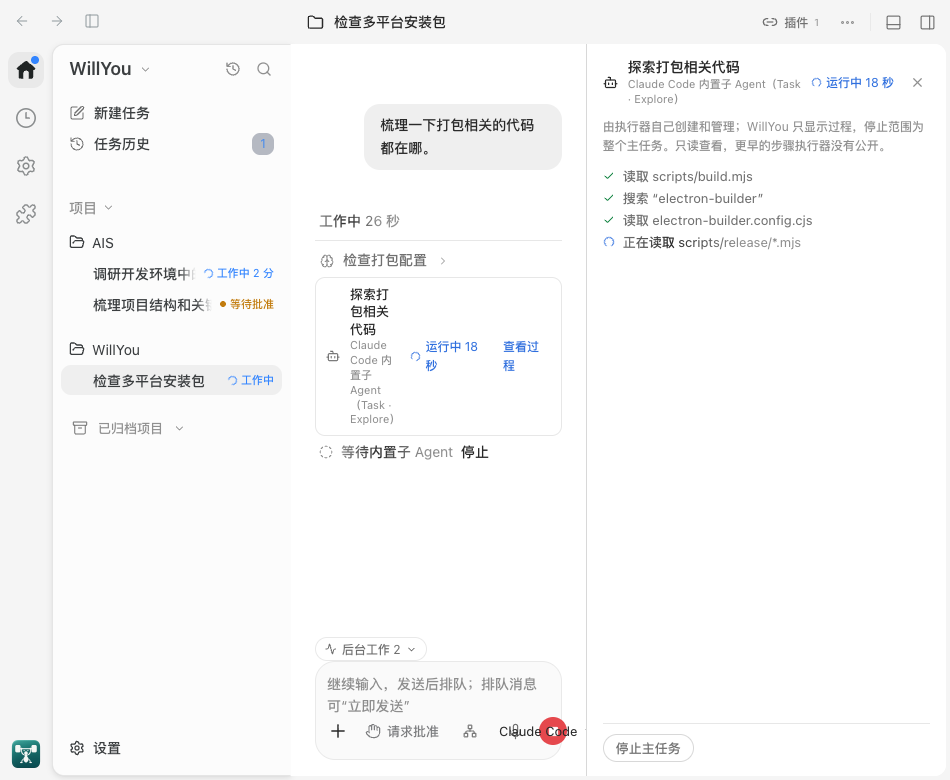 检查多平台安装包
插件 1
WillYou
新建任务
任务历史
1
项目
AIS
调研开发环境中
工作中 2 分
梳理项目结构和关
等待批准
WillYou
检查多平台安装包
工作中
已归档项目
设置
梳理一下打包相关的代码
都在哪。
工作中 26 秒
检查打包配置
探索打
包相关
代码
Claude
Code 内
置子
Agent
（Task ·
Explore）
运行中 18
秒
查看过
程
等待内置子 Agent 停止
后台工作 2
继续输入，发送后排队；排队消息
可“立即发送”
请求批准
Claude Code
探索打包相关代码
Claude Code 内置子 Agent（Task
· Explore）
运行中 18 秒
由执行器自己创建和管理；WillYou 只显示过程，停止范围为
整个主任务。只读查看，更早的步骤执行器没有公开。
读取 scripts/build.mjs
搜索 “electron-builder”
读取 electron-builder.config.cjs
正在读取 scripts/release/*.mjs
停止主任务